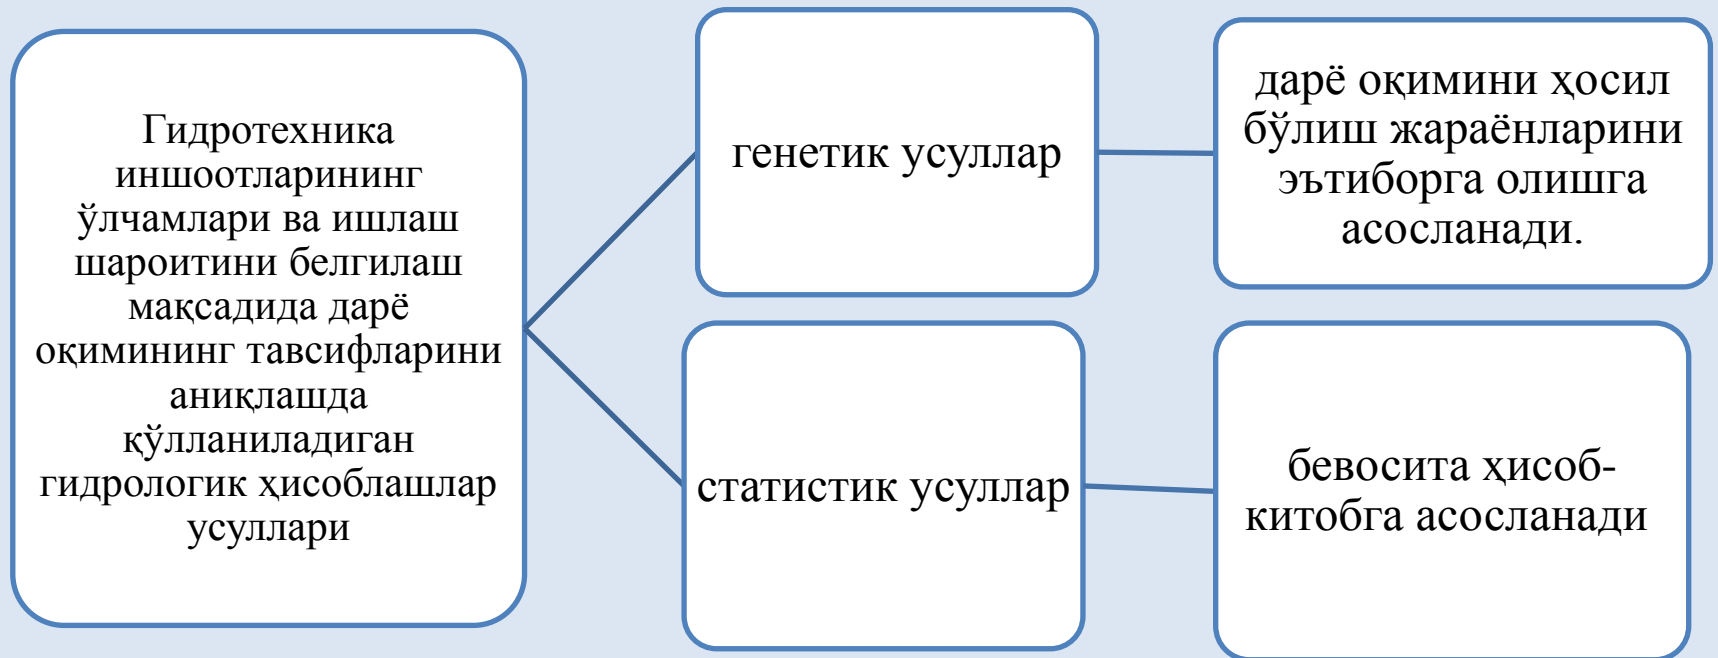 Гидротехника
иншоотларининг
ўлчамлари ва ишлаш
шароитини белгилаш
мақсадида дарё
оқимининг тавсифларини
аниқлашда
қўлланиладиган
гидрологик ҳисоблашлар
усуллари
генетик усуллар
дарё оқимини ҳосил
бўлиш жараёнларини
эътиборга олишга
асосланади.
статистик усуллар
бевосита ҳисоб-
китобга асосланади